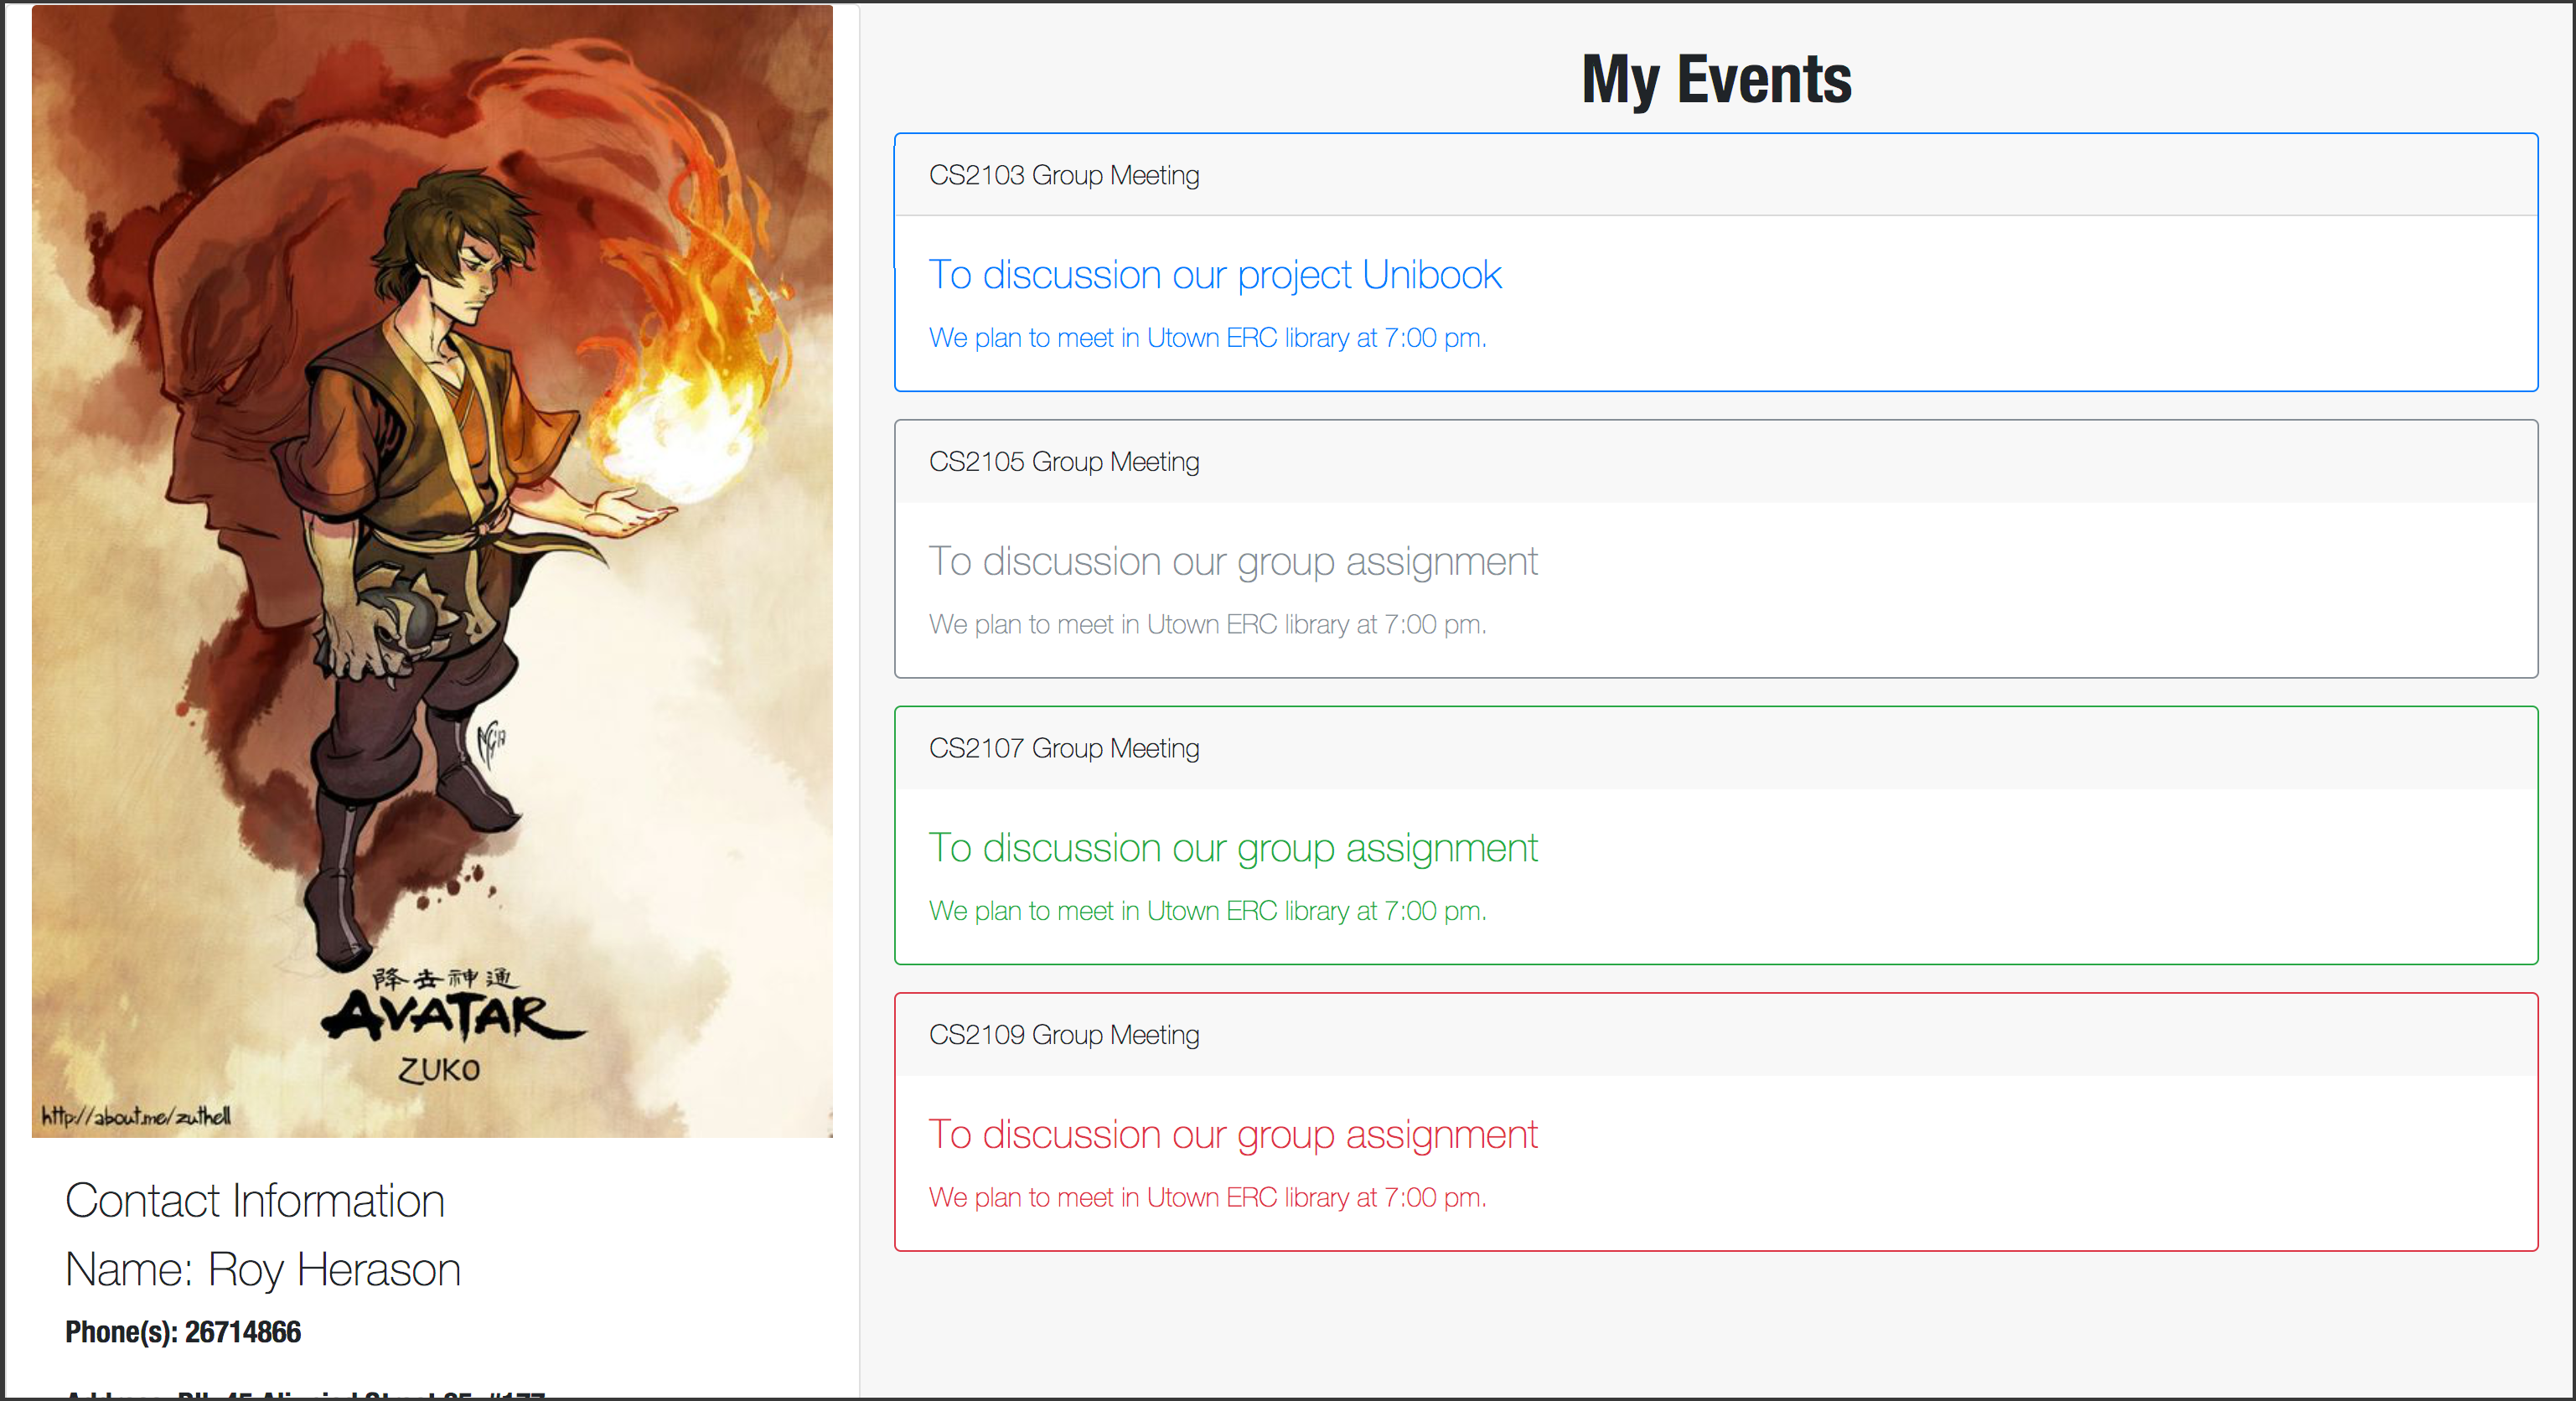 降去神通
AVATAR
ZUKO
http://about.me/zuthell
Contact Information
Name: Roy Herason
Phone(s): 26714866
My Events
CS2103 Group Meeting
To discussion our project Unibook
We plan to meet in Utown ERC library at 7:00 pm.
CS2105 Group Meeting
To discussion our group assignment
We plan to meet in Utown ERC library at 7:00 pm.
CS2107 Group Meeting
To discussion our group assignment
We plan to meet in Utown ERC library at 7:00 pm.
CS2109 Group Meeting
To discussion our group assignment
We plan to meet in Utown ERC library at 7:00 pm.